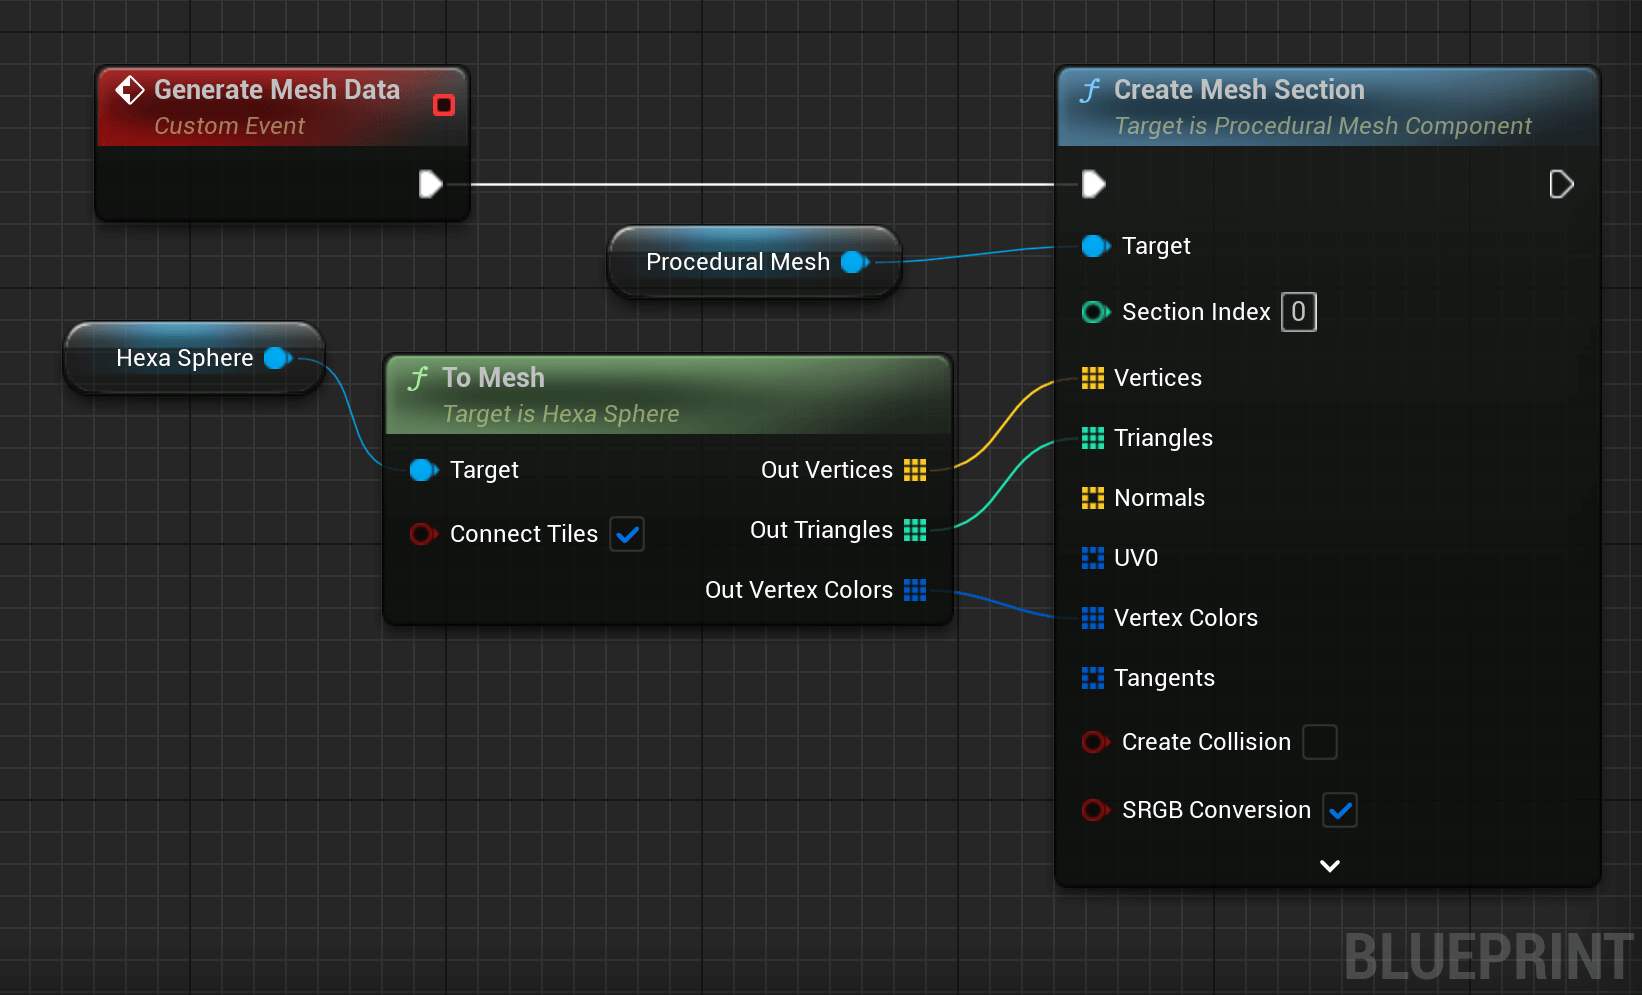 Generate Mesh Data
Custom Event
Procedural Mesh
Hexa Sphere
To Mesh
Target is Hexa Sphere
Target
Out Vertices
Connect Tiles
Out Triangles
Out Vertex Colors
Create Mesh Section
Target is Procedural Mesh Component
Target
Section Index 0
Vertices
Triangles
Normals
UV0
Vertex Colors
Tangents
Create Collision
SRGB Conversion
BLUEPRINT